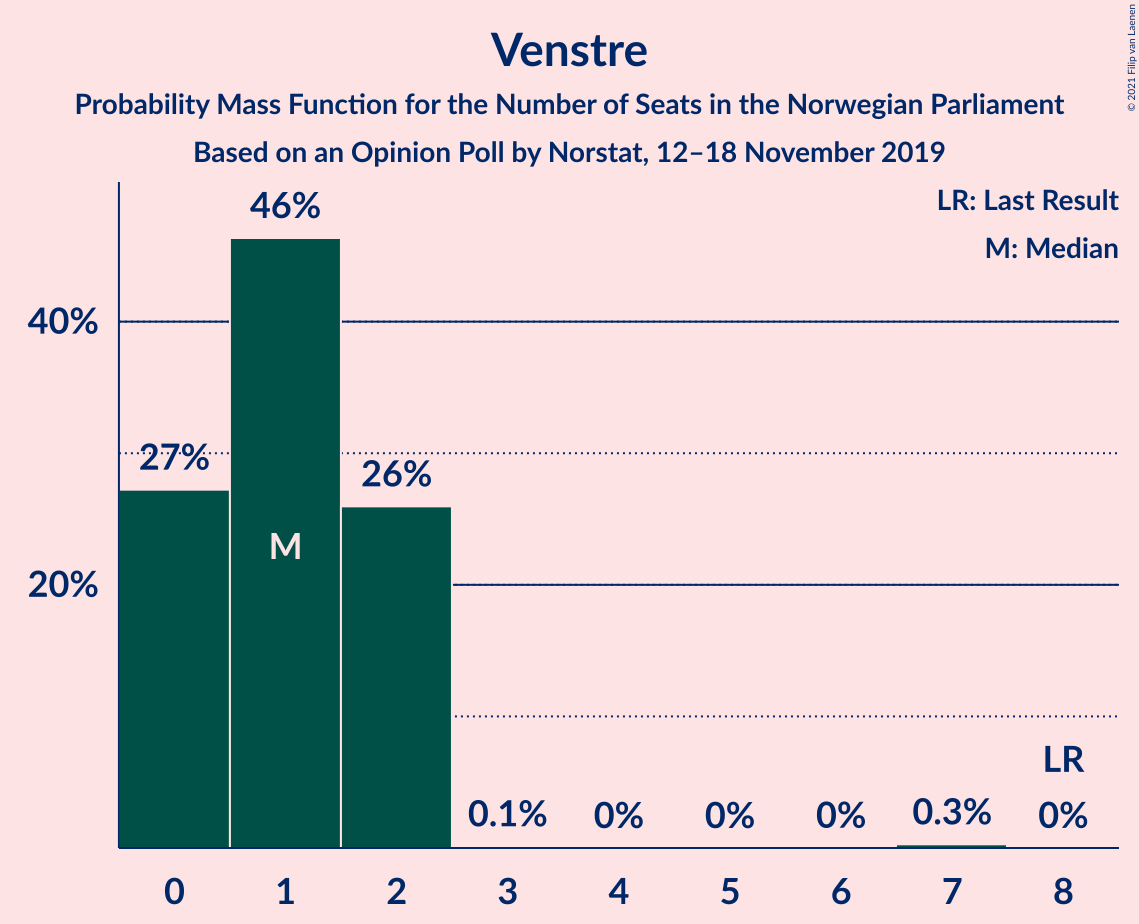 Venstre
Probability Mass Function for the Number of Seats in the Norwegian Parliament
Based on an Opinion Poll by Norstat, 12–18 November 2019
© 2021 Filip van Laenen
LR: Last Result
M: Median
46%
40%
27%
26%
M
20%
LR
0.1%
0%
0%
0%
0.3%
0%
0 1 2 3 4 5 6 7 8